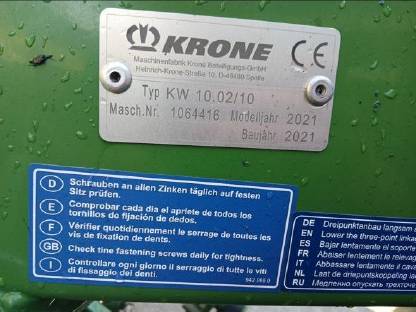 KRONE
CE
Maschinenfabrik Krone Beteiligungs-GmbH
Heinrich-Krone-Straße 10, D-48480 Spelle
Typ KW 10.02/10
Masch.Nr. 1064416 Modelljahr 2021
Baujahr 2021
D Schrauben an allen Zinken täglich auf festen
Sitz prüfen.
E Comprobar cada dia el apriete de todos los
tornillos de fijación de dedos.
F Vérifier quotidiennement le serrage de toutes les
vis de fixation de dents.
GB Check tine fastening screws daily for tightness.
I Controllare ogni giorno il serraggio di tutte le viti
di fissaggio dei denti.
DE Dreipunktanbau langsam
EN Lower the three-point
ES Bajar lentamente el
FR Abaisser lentement le
IT Abbassare lentamente
NL Laat de driepuntskoppeling
RU Медленно опускать